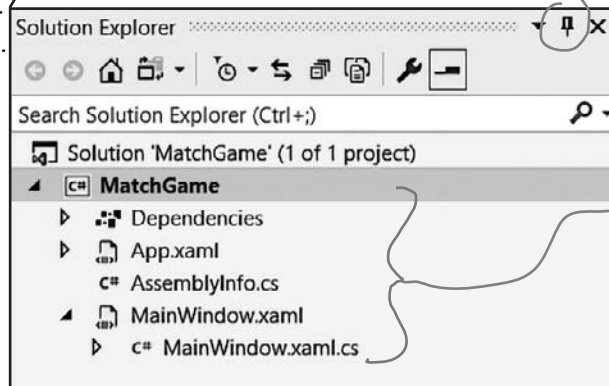 Solution Explorer
Search Solution Explorer (Ctrl+;)
Solution 'MatchGame' (1 of 1 project)
C# MatchGame
Dependencies
App.xaml
C# AssemblyInfo.cs
MainWindow.xaml
C# MainWindow.xaml.cs